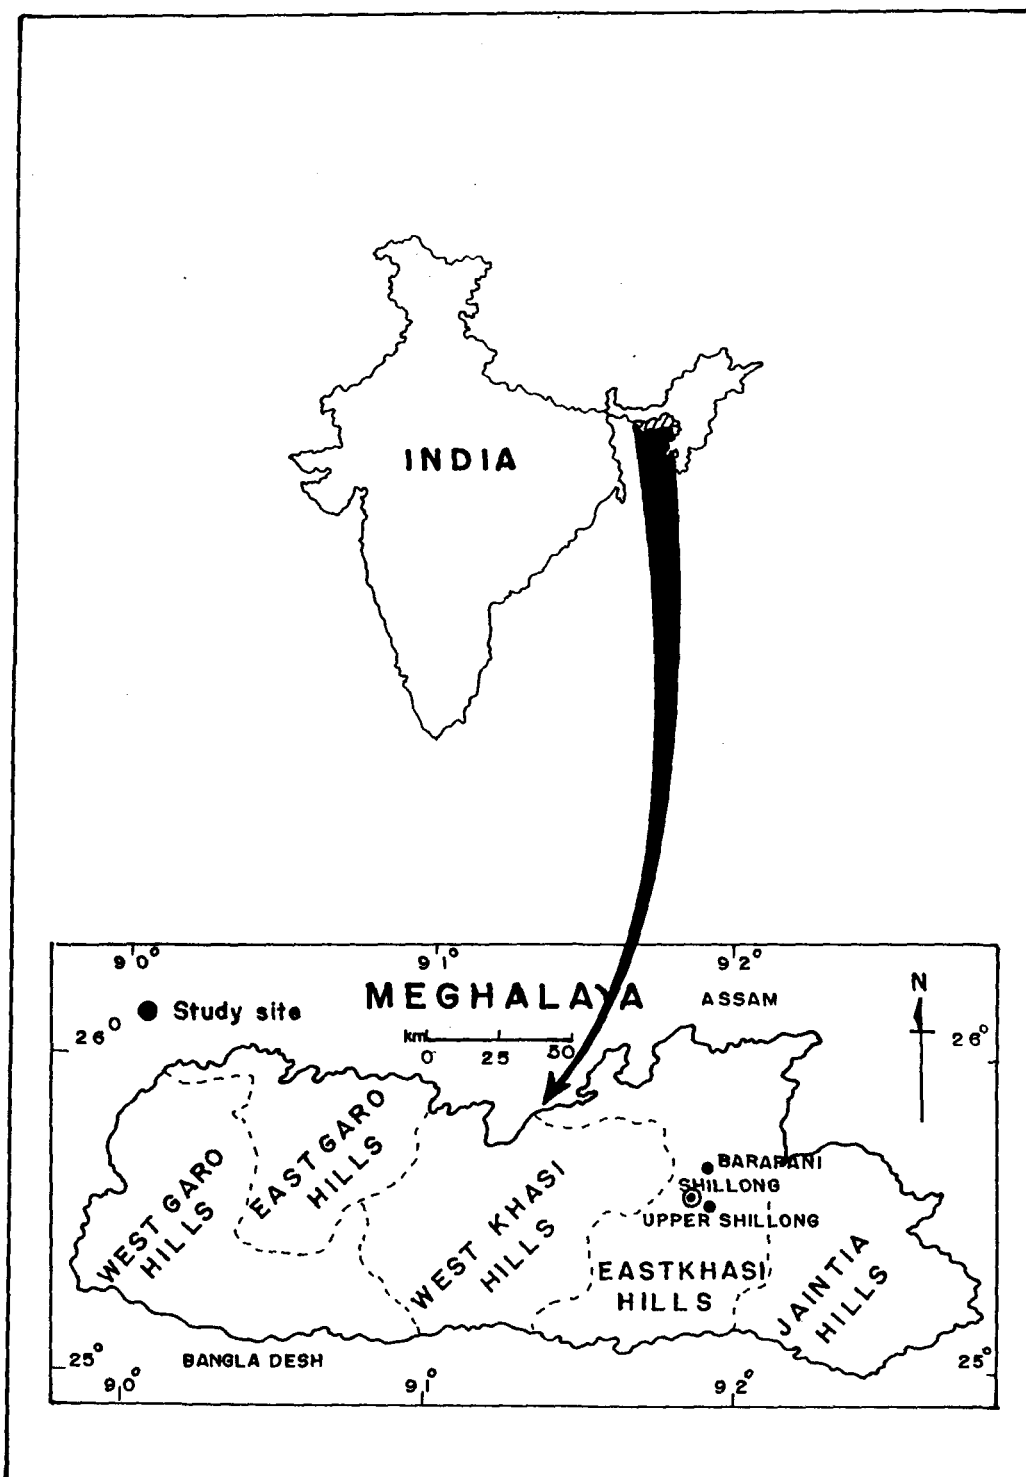 INDIA
90° 91° 92°
MEGHALAYA
ASSAM
N
Study site
26° 26°
km
0 25 50
WEST GARO
HILLS
EAST GARO
HILLS
WEST KHASI
HILLS
BARAPANI
SHILLONG
UPPER SHILLONG
EASTKHASI
HILLS
JAINTIA
HILLS
BANGLA DESH
25° 25°
90° 91° 92°